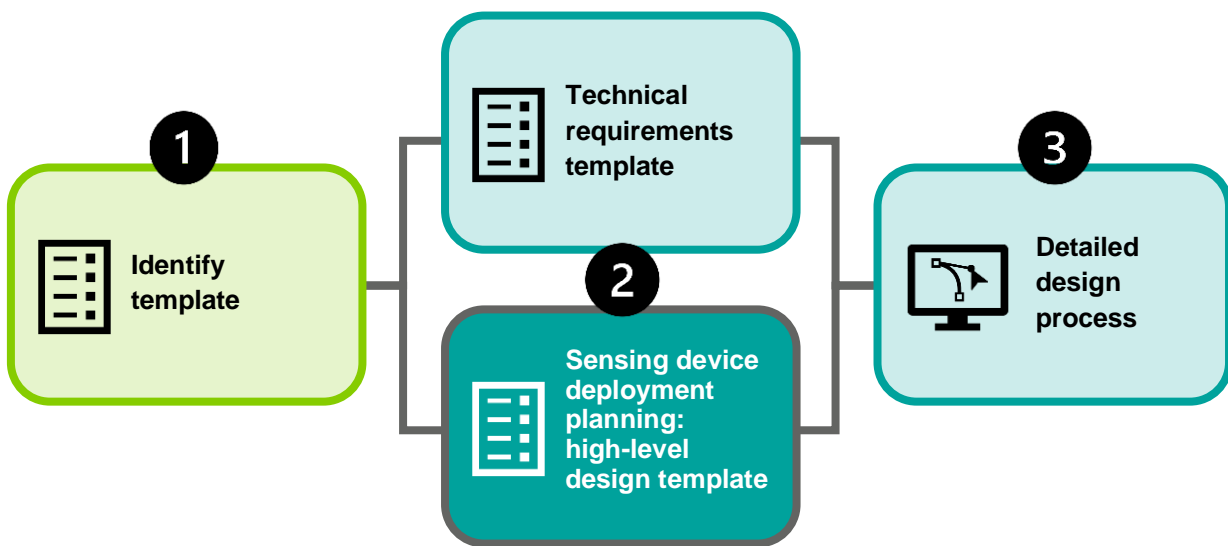 1
Identify
template
Technical
requirements
template
2
Sensing device
deployment
planning:
high-level
design template
3
Detailed
design
process